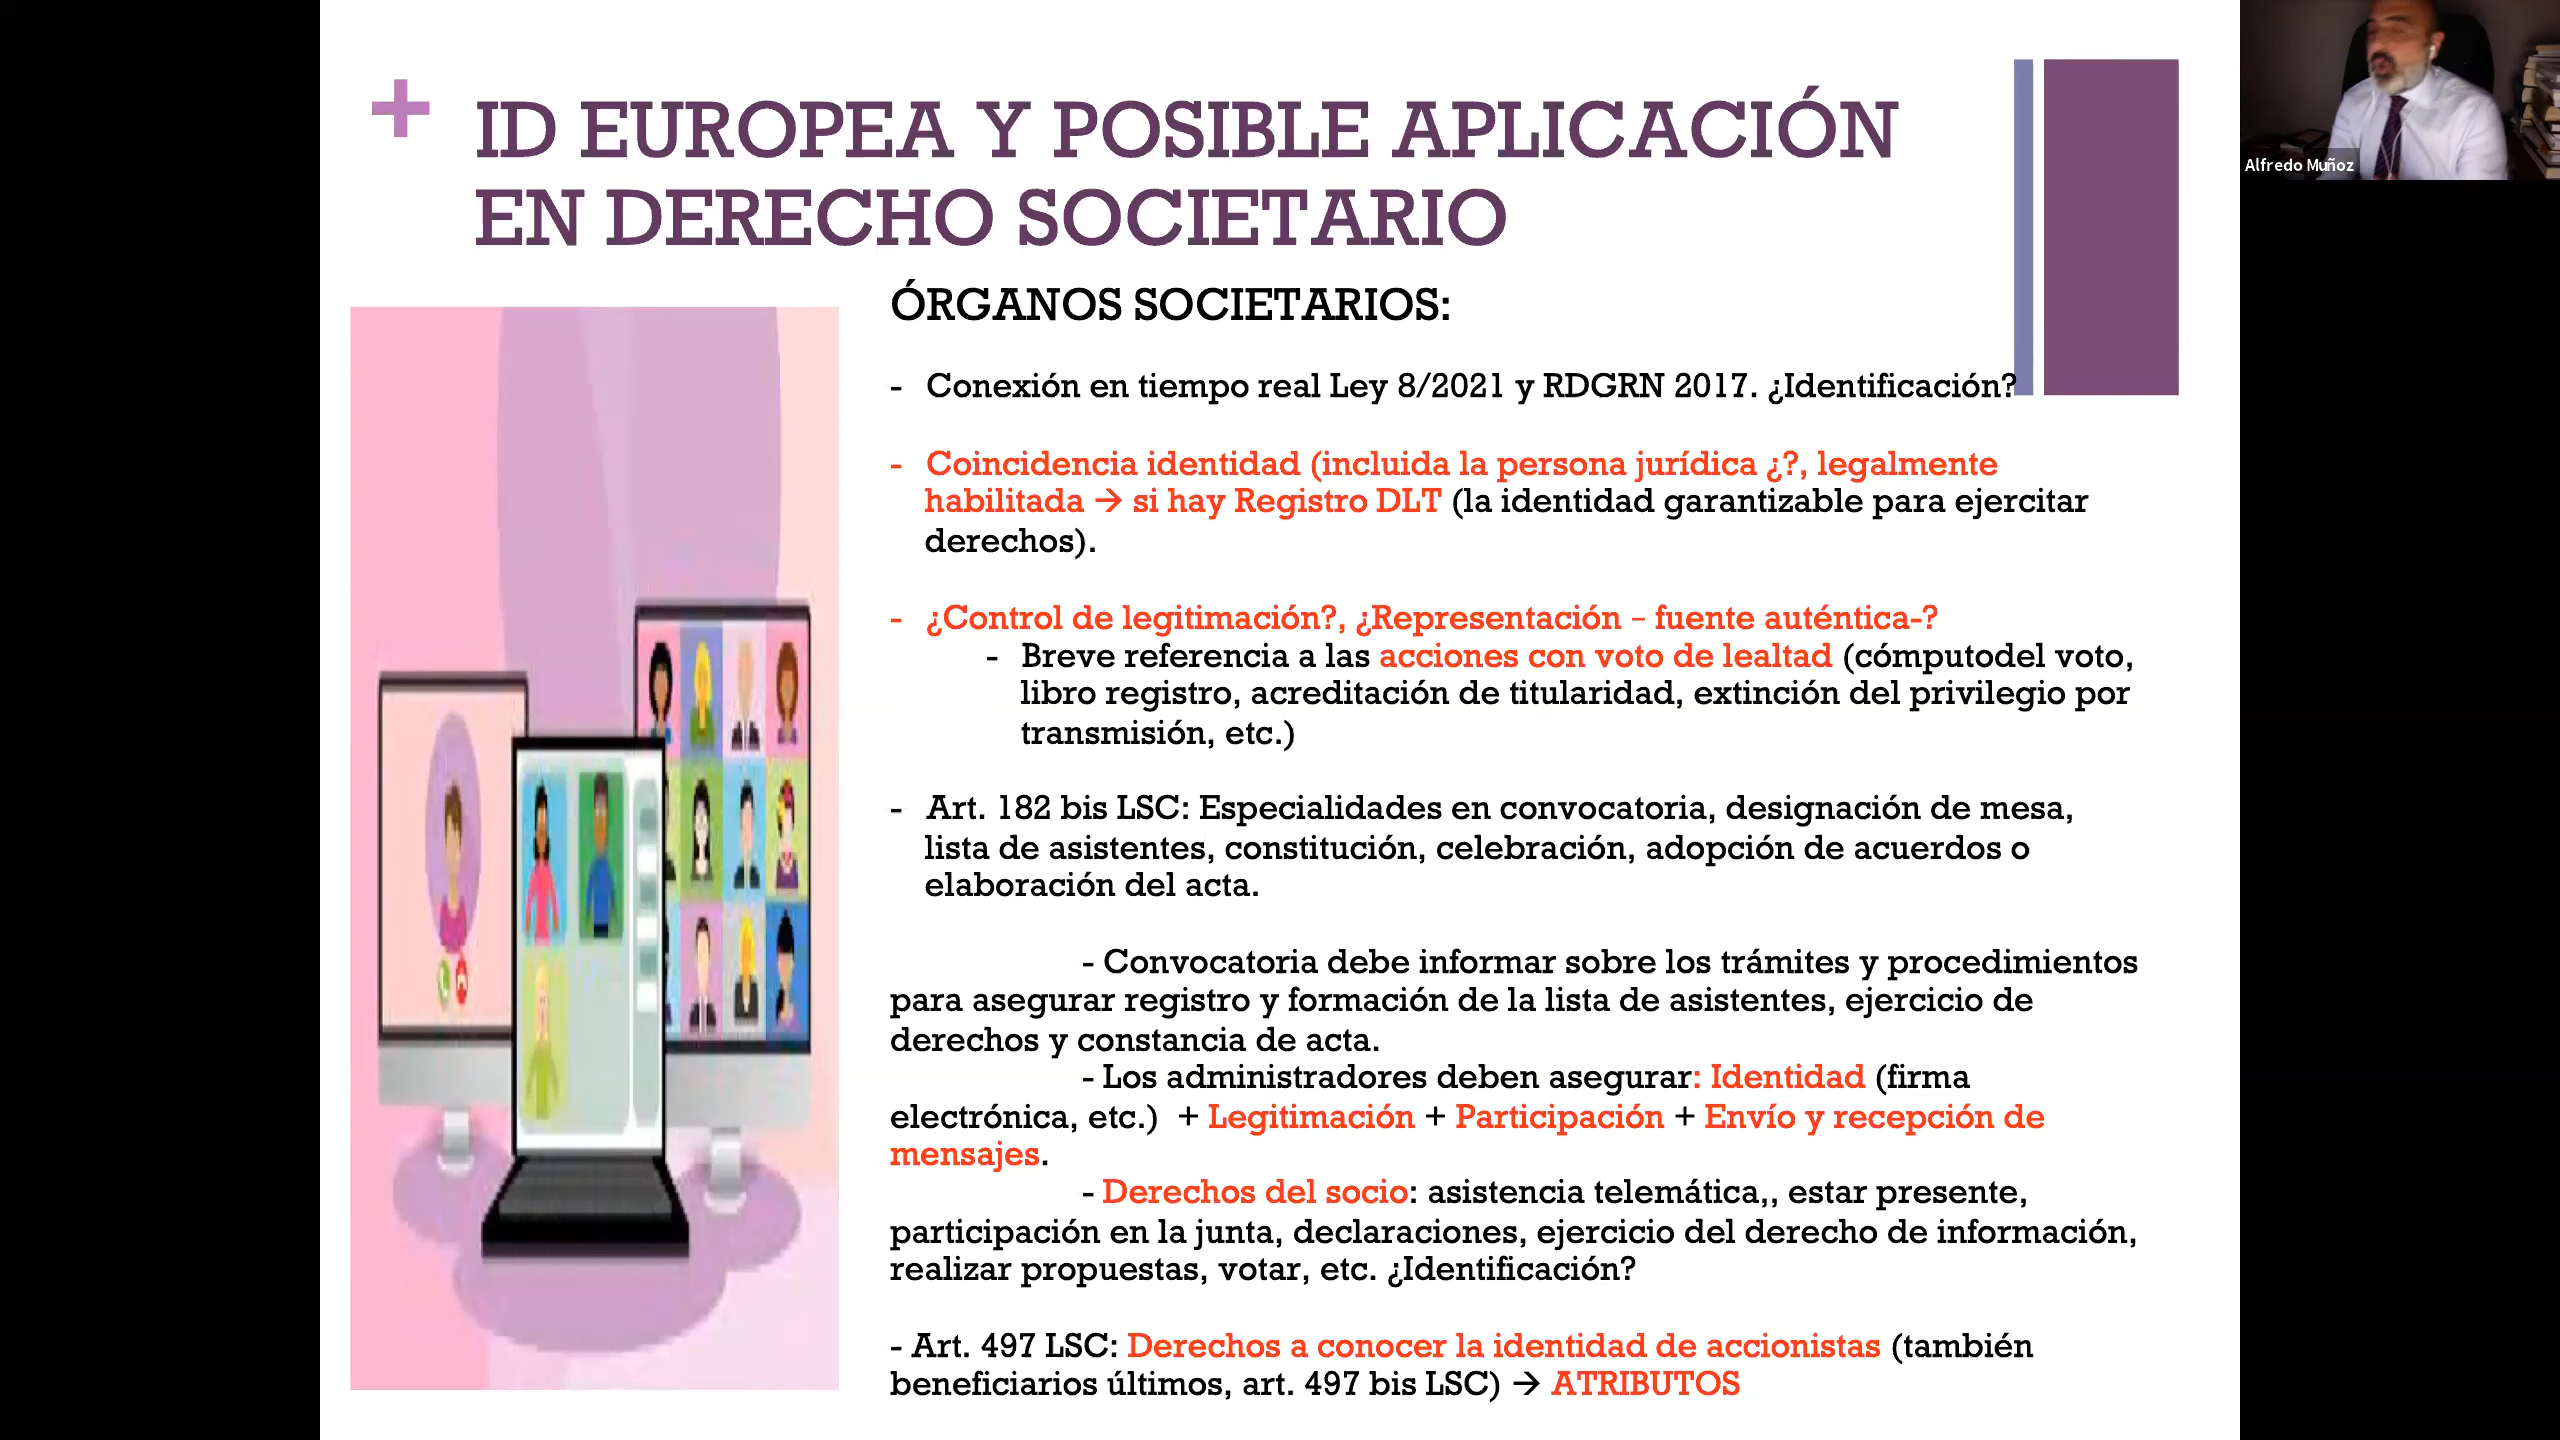 + ID EUROPEA Y POSIBLE APLICACIÓN
EN DERECHO SOCIETARIO
Alfredo Muñoz
ÓRGANOS SOCIETARIOS:
- Conexión en tiempo real Ley 8/2021 y RDGRN 2017. ¿Identificación?
- Coincidencia identidad (incluida la persona jurídica ¿?, legalmente
habilitada → si hay Registro DLT (la identidad garantizable para ejercitar
derechos).
- ¿Control de legitimación?, ¿Representación – fuente auténtica-?
- Breve referencia a las acciones con voto de lealtad (cómputodel voto,
libro registro, acreditación de titularidad, extinción del privilegio por
transmisión, etc.)
- Art. 182 bis LSC: Especialidades en convocatoria, designación de mesa,
lista de asistentes, constitución, celebración, adopción de acuerdos o
elaboración del acta.
- Convocatoria debe informar sobre los trámites y procedimientos
para asegurar registro y formación de la lista de asistentes, ejercicio de
derechos y constancia de acta.
- Los administradores deben asegurar: Identidad (firma
electrónica, etc.) + Legitimación + Participación + Envío y recepción de
mensajes.
- Derechos del socio: asistencia telemática,, estar presente,
participación en la junta, declaraciones, ejercicio del derecho de información,
realizar propuestas, votar, etc. ¿Identificación?
- Art. 497 LSC: Derechos a conocer la identidad de accionistas (también
beneficiarios últimos, art. 497 bis LSC) → ATRIBUTOS